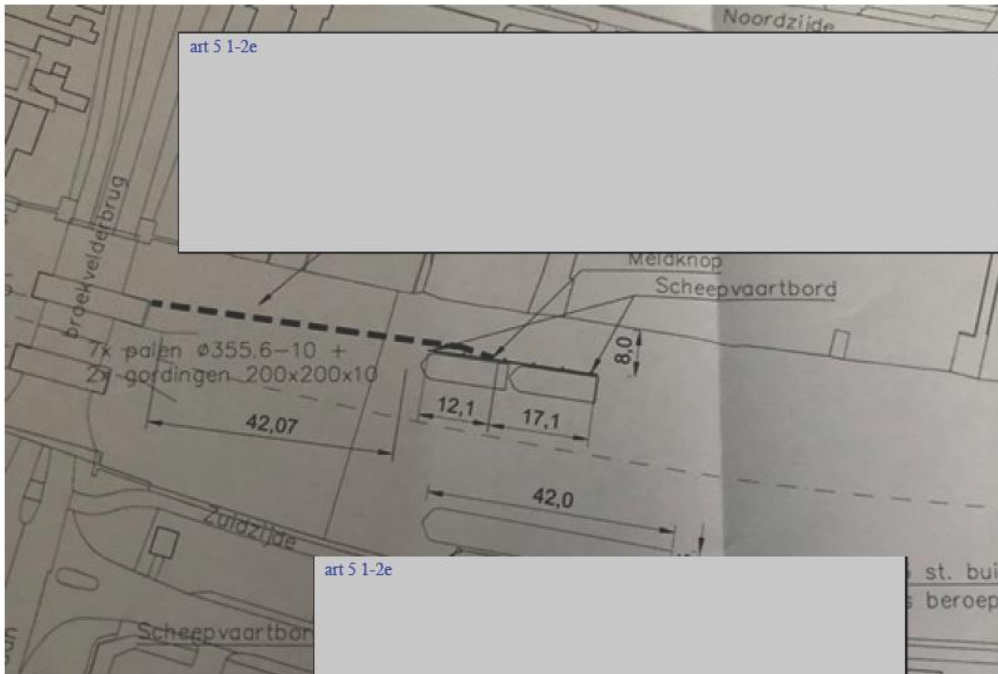 Noordzijde
art 5 1-2e
Meldknop
Scheepvaartbord
broekvelderbrug
7x palen ø355.6-10 +
2x gordingen 200x200x10
8,0
12,1
17,1
42,07
42,0
Zuidzijde
art 5 1-2e
st. bui
beroep
Scheepvaartbor